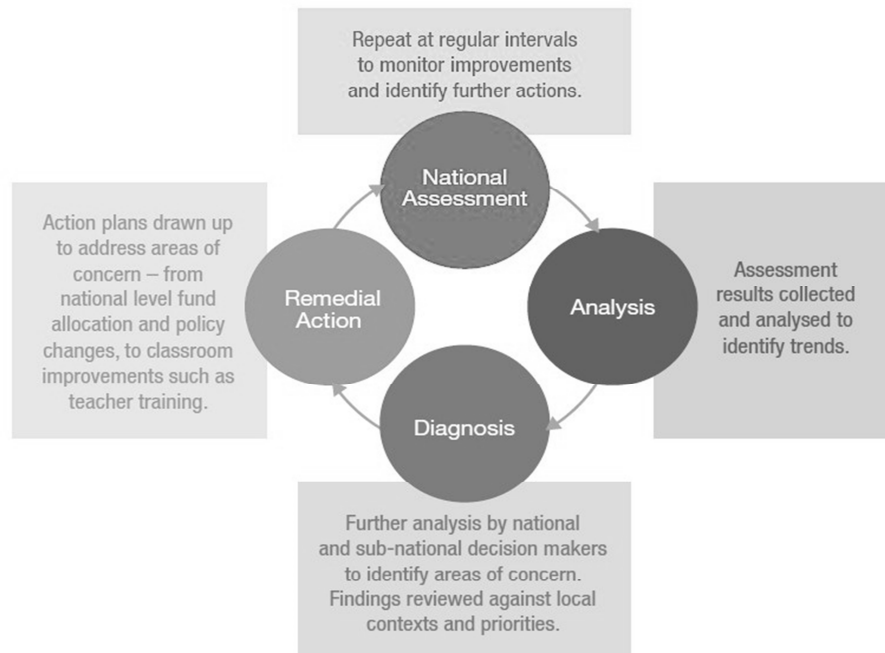 Repeat at regular intervals
to monitor improvements
and identify further actions.
National
Assessment
Action plans drawn up
to address areas of
concern – from
national level fund
allocation and policy
changes, to classroom
improvements such as
teacher training.
Remedial
Action
Analysis
Assessment
results collected
and analysed to
identify trends.
Diagnosis
Further analysis by national
and sub-national decision makers
to identify areas of concern.
Findings reviewed against local
contexts and priorities.